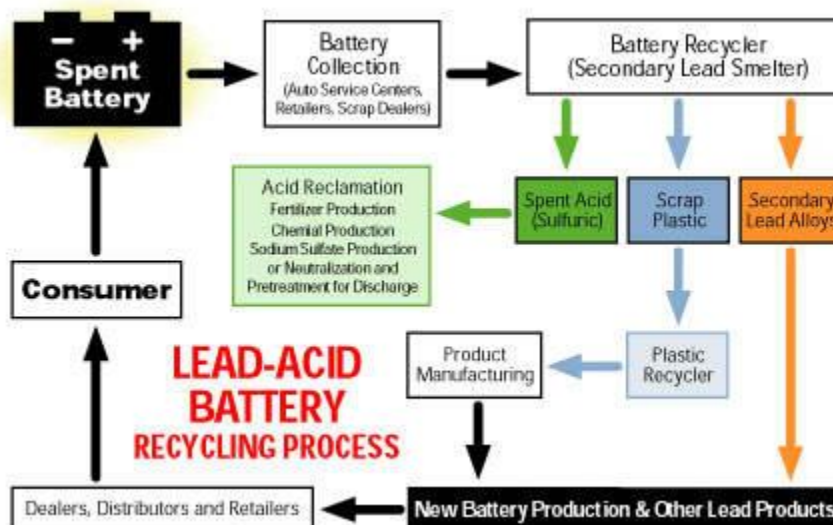 − +
Spent
Battery
Battery
Collection
(Auto Service Centers,
Retailers, Scrap Dealers)
Battery Recycler
(Secondary Lead Smelter)
Acid Reclamation
Fertilizer Production
Chemial Production
Sodium Sulfate Production
or Neutralization and
Pretreatment for Discharge
Spent Acid
(Sulfuric)
Scrap
Plastic
Secondary
Lead Alloys
Consumer
LEAD-ACID
BATTERY
RECYCLING PROCESS
Product
Manufacturing
Plastic
Recycler
Dealers, Distributors and Retailers
New Battery Production & Other Lead Products